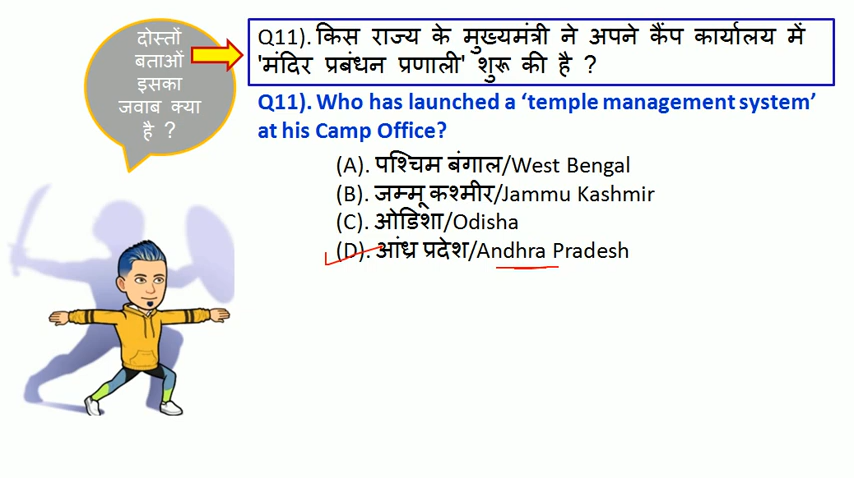 दोस्तों
बताओं
इसका
जवाब क्या
है ?
Q11). किस राज्य के मुख्यमंत्री ने अपने कैंप कार्यालय में
'मंदिर प्रबंधन प्रणाली' शुरू की है ?
Q11). Who has launched a ‘temple management system’
at his Camp Office?
(A). पश्चिम बंगाल/West Bengal
(B). जम्मू कश्मीर/Jammu Kashmir
(C). ओडिशा/Odisha
(D). आंध्र प्रदेश/Andhra Pradesh